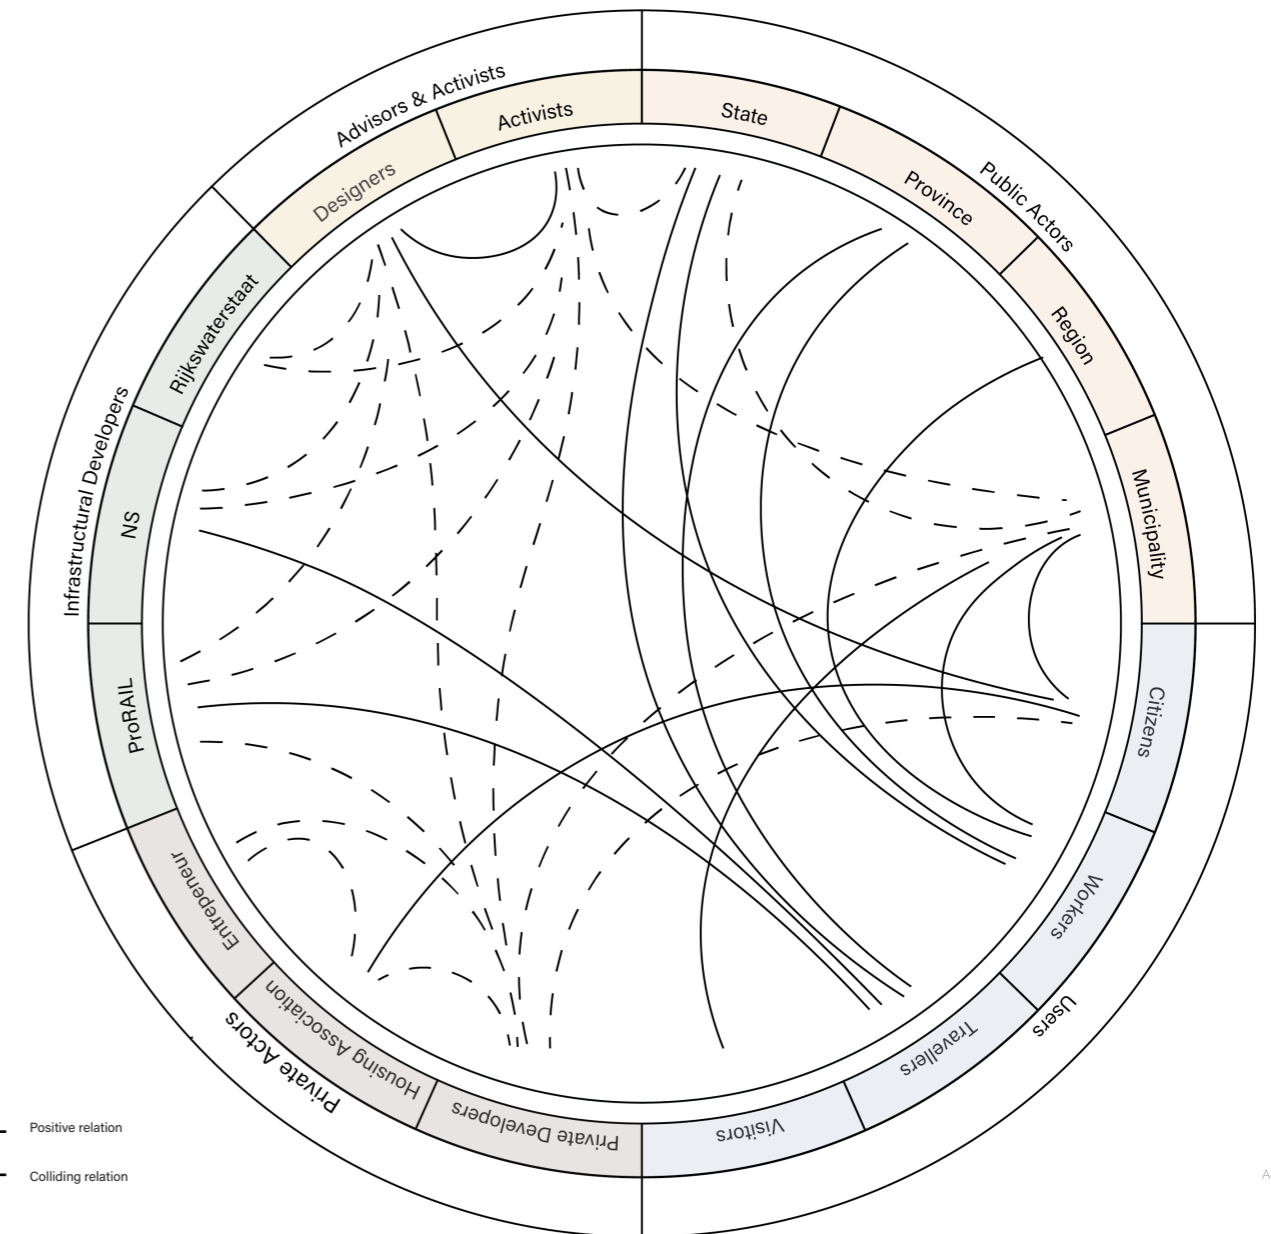 Advisors & Activists
Public Actors
Users
Private Actors
Infrastructural Developers
Designers
Activists
State
Province
Region
Municipality
Citizens
Workers
Travellers
Visitors
Private Developers
Housing Association
Entrepeneur
ProRAIL
NS
Rijkswaterstaat
Positive relation
Colliding relation